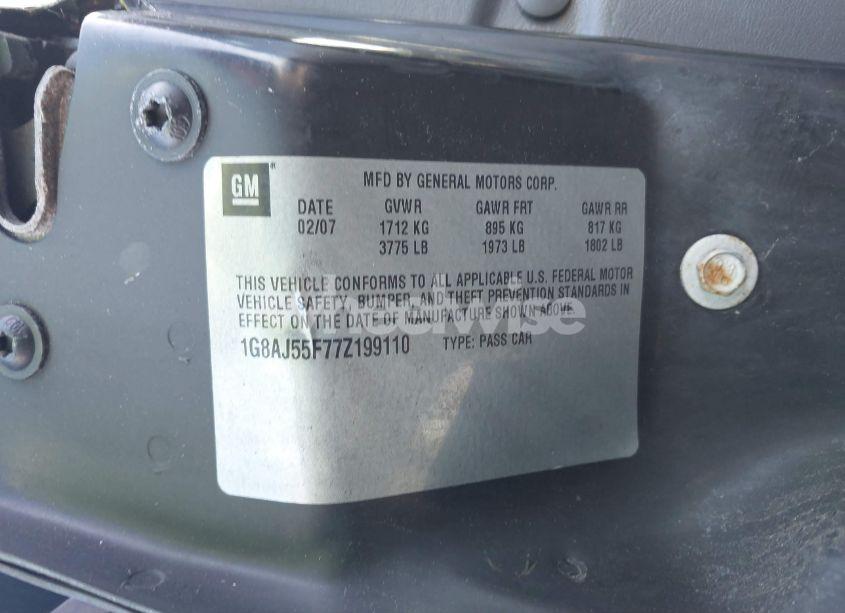 GM
MFD BY GENERAL MOTORS CORP.
DATE GVWR GAWR FRT GAWR RR
02/07 1712 KG 895 KG 817 KG
3775 LB 1973 LB 1802 LB
THIS VEHICLE CONFORMS TO ALL APPLICABLE U.S. FEDERAL MOTOR
VEHICLE SAFETY, BUMPER, AND THEFT PREVENTION STANDARDS IN
EFFECT ON THE DATE OF MANUFACTURE SHOWN ABOVE.
1G8AJ55F77Z199110 TYPE: PASS CAR